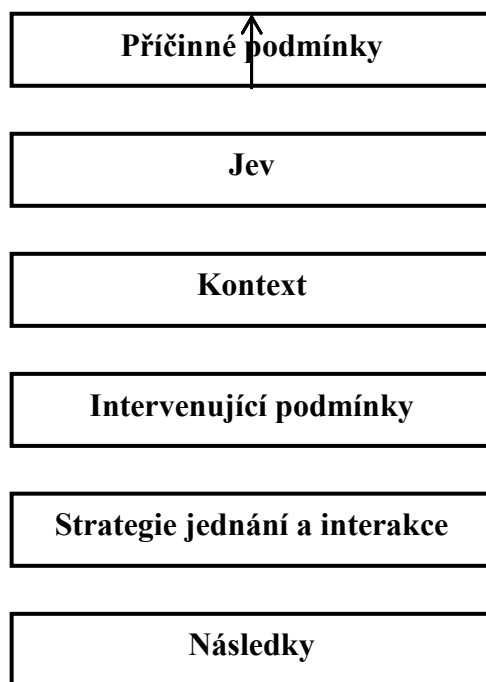 Příčinné podmínky
Jev
Kontext
Intervenující podmínky
Strategie jednání a interakce
Následky